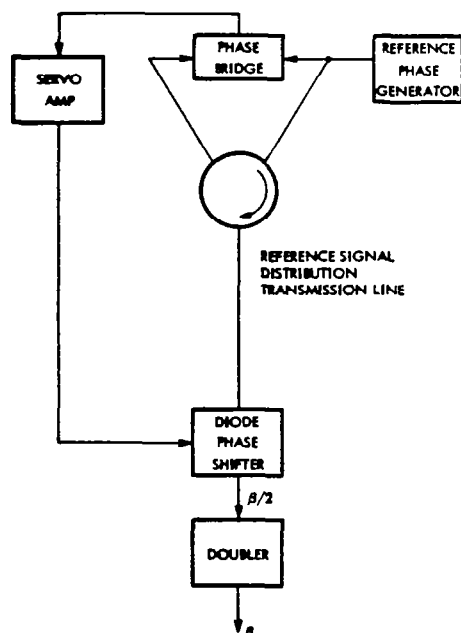 PHASE
BRIDGE
REFERENCE
PHASE
GENERATOR
SERVO
AMP
REFERENCE SIGNAL
DISTRIBUTION
TRANSMISSION LINE
DIODE
PHASE
SHIFTER
β/2
DOUBLER
β